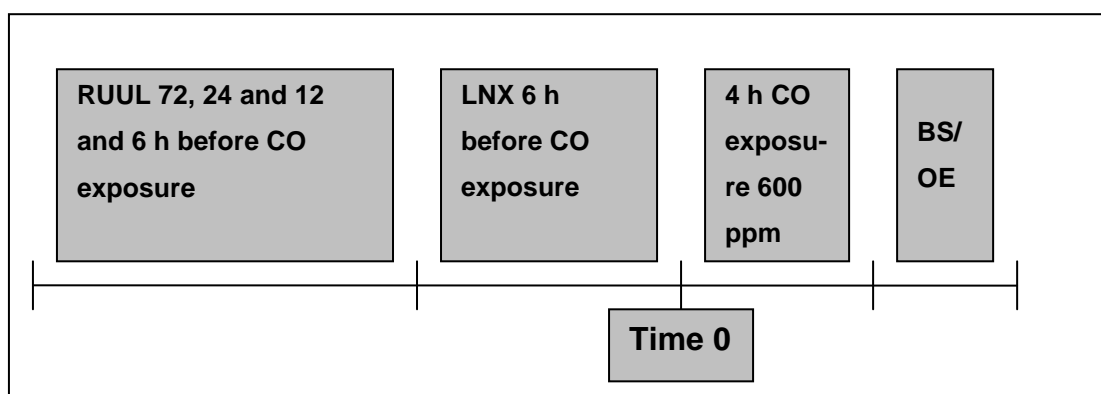 RUUL 72, 24 and 12
and 6 h before CO
exposure
LNX 6 h
before CO
exposure
4 h CO
exposu-
re 600
ppm
BS/
OE
Time 0